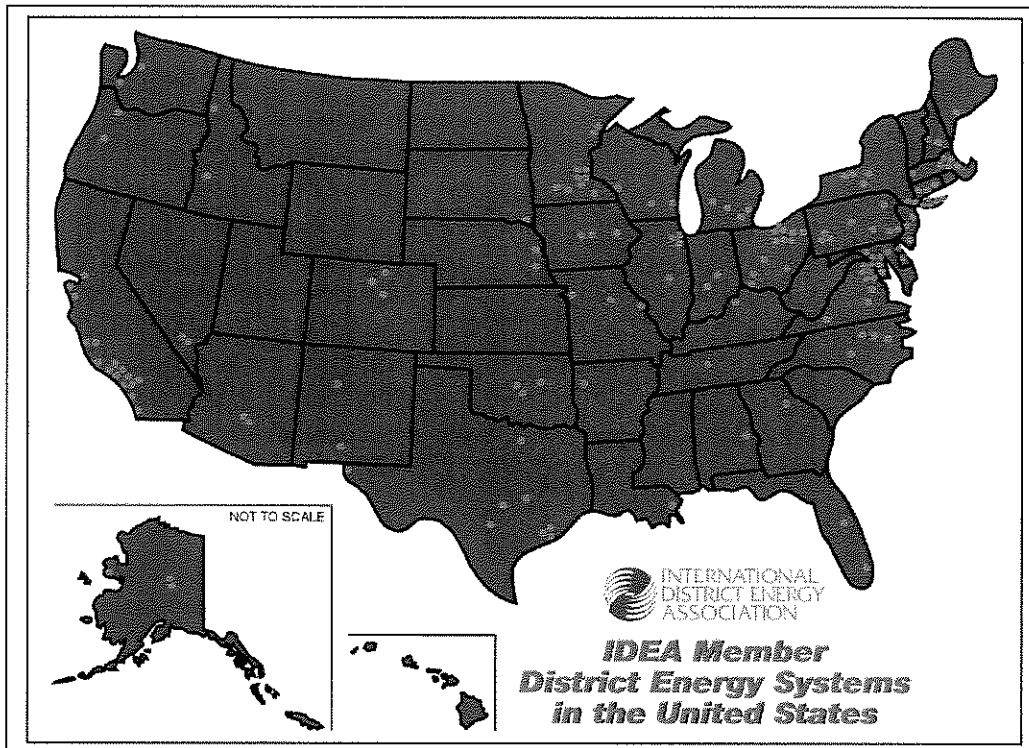 NOT TO SCALE
INTERNATIONAL
DISTRICT ENERGY
ASSOCIATION
IDEA Member
District Energy Systems
in the United States